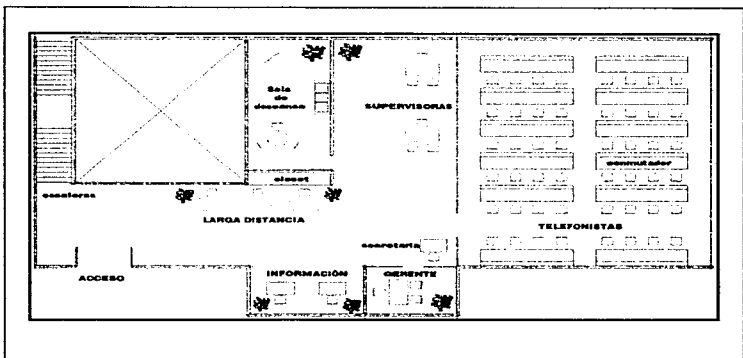 Sala
de
descanso
SUPERVISORAS
closet
conmutador
escaleras
LARGA DISTANCIA
TELEFONISTAS
secretaria
ACCESO
INFORMACIÓN
GERENTE